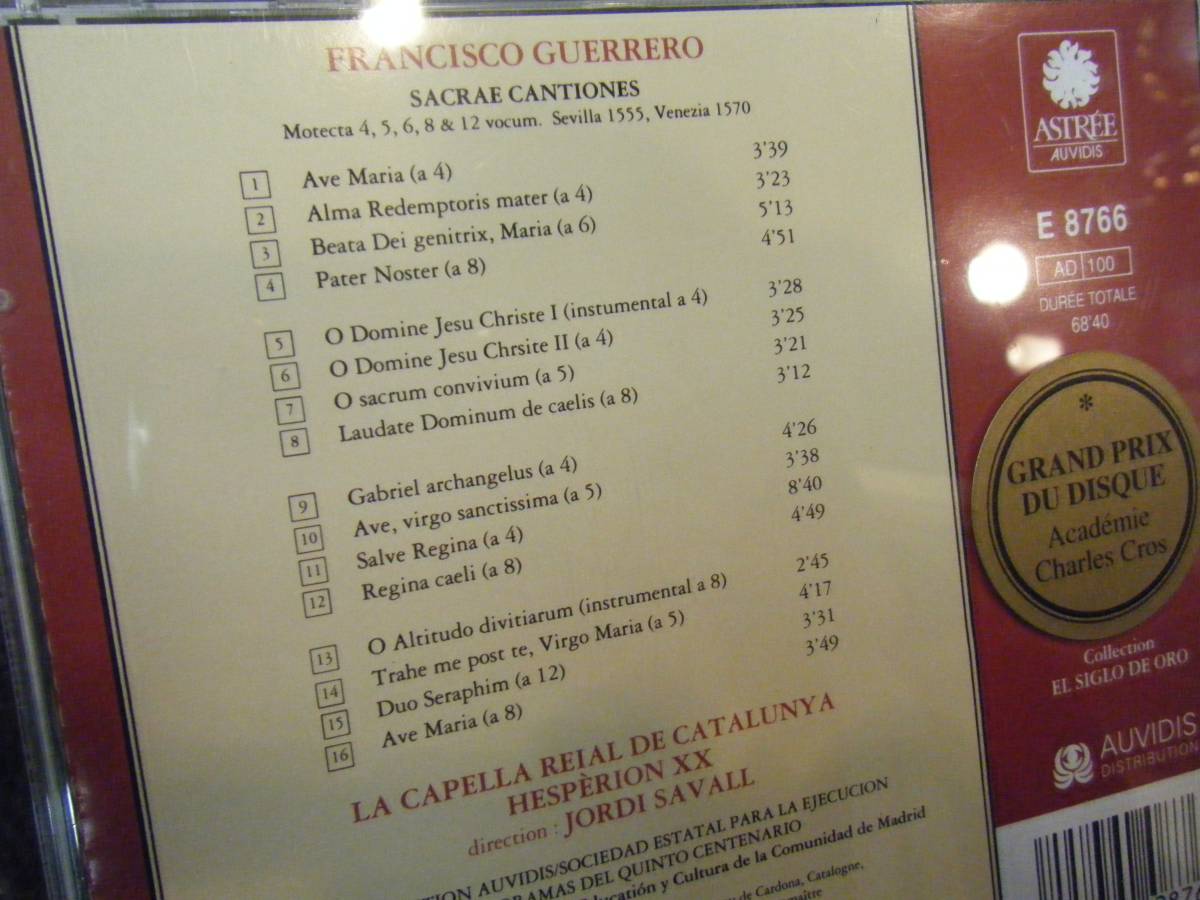 FRANCISCO GUERRERO
SACRAE CANTIONES
Motecta 4, 5, 6, 8 & 12 vocum. Sevilla 1555, Venezia 1570
1 Ave Maria (a 4) 3'39
2 Alma Redemptoris mater (a 4) 3'23
3 Beata Dei genitrix, Maria (a 6) 5'13
4 Pater Noster (a 8) 4'51
5 O Domine Jesu Christe I (instrumental a 4) 3'28
6 O Domine Jesu Chrsite II (a 4) 3'25
7 O sacrum convivium (a 5) 3'21
8 Laudate Dominum de caelis (a 8) 3'12
9 Gabriel archangelus (a 4) 4'26
10 Ave, virgo sanctissima (a 5) 3'38
11 Salve Regina (a 4) 8'40
12 Regina caeli (a 8) 4'49
13 O Altitudo divitiarum (instrumental a 8) 2'45
14 Trahe me post te, Virgo Maria (a 5) 4'17
15 Duo Seraphim (a 12) 3'31
16 Ave Maria (a 8) 3'49
LA CAPELLA REIAL DE CATALUNYA
HESPÈRION XX
direction : JORDI SAVALL
AUVIDIS/SOCIEDAD ESTATAL PARA LA EJECUCION
DEL QUINTO CENTENARIO
y Cultura de la Comunidad de Madrid
de Cardona, Catalogne,
ASTRÉE
AUVIDIS
E 8766
AD 100
DURÉE TOTALE
68'40
*
GRAND PRIX
DU DISQUE
Académie
Charles Cros
Collection
EL SIGLO DE ORO
AUVIDIS
DISTRIBUTION